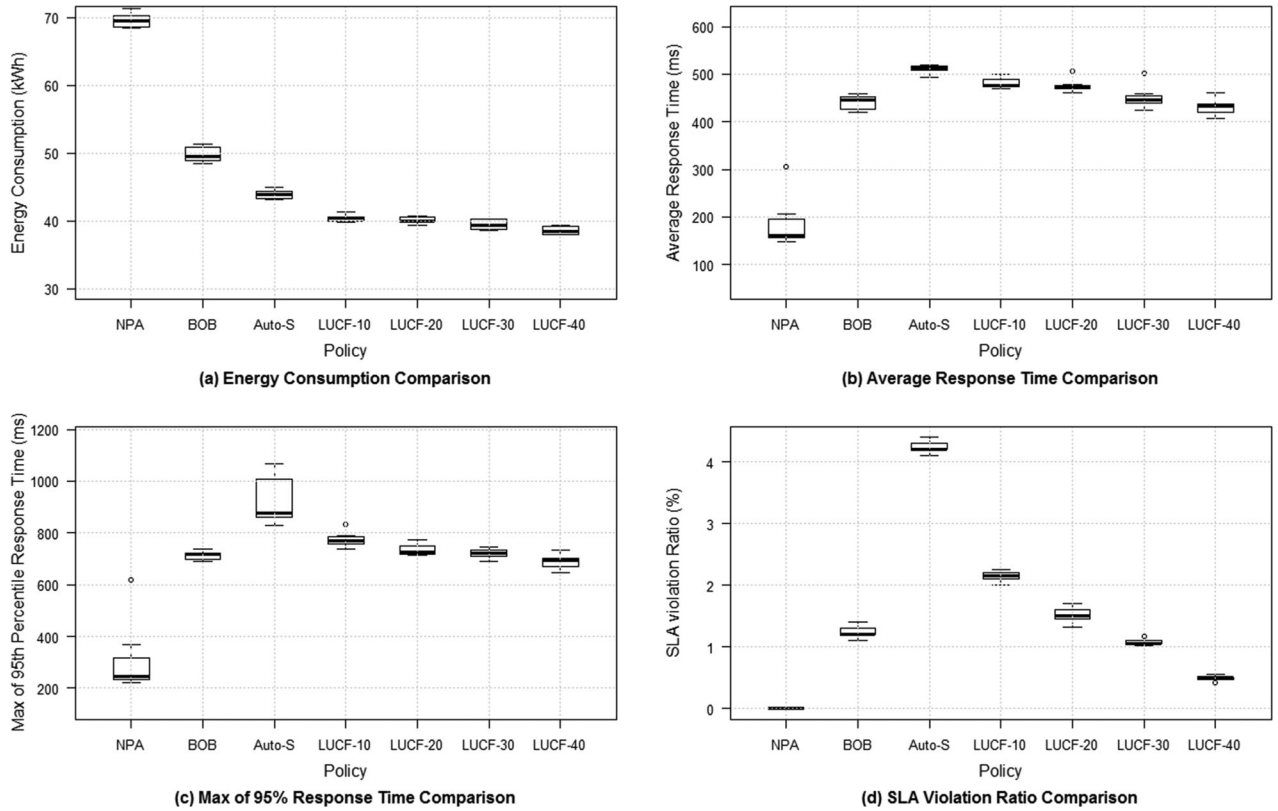 Energy Consumption (kWh)
70
60
50
40
30
NPA BOB Auto-S LUCF-10 LUCF-20 LUCF-30 LUCF-40
Policy
(a) Energy Consumption Comparison
Average Response Time (ms)
600
500
400
300
200
100
NPA BOB Auto-S LUCF-10 LUCF-20 LUCF-30 LUCF-40
Policy
(b) Average Response Time Comparison
Max of 95th Percentile Response Time (ms)
1200
1000
800
600
400
200
NPA BOB Auto-S LUCF-10 LUCF-20 LUCF-30 LUCF-40
Policy
(c) Max of 95% Response Time Comparison
SLA violation Ratio (%)
4
3
2
1
0
NPA BOB Auto-S LUCF-10 LUCF-20 LUCF-30 LUCF-40
Policy
(d) SLA Violation Ratio Comparison